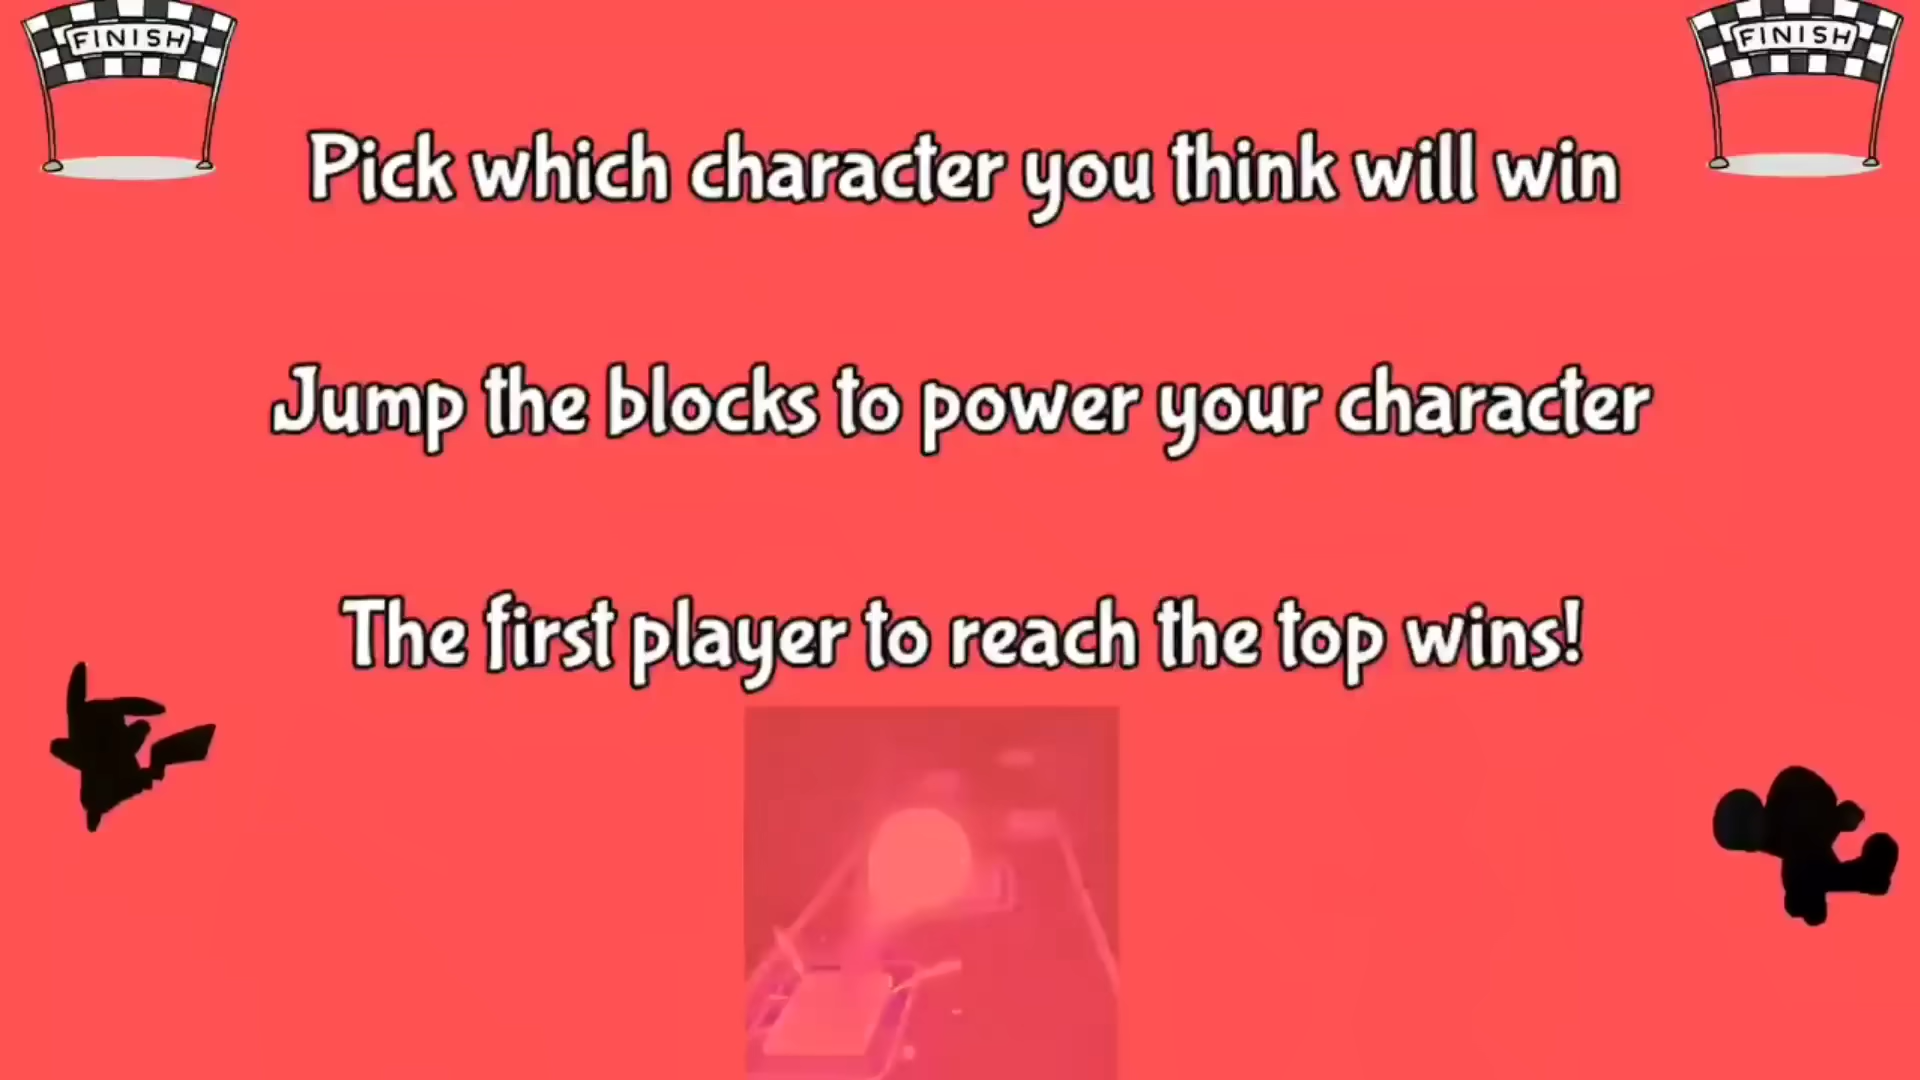 FINISH
FINISH
Pick which character you think will win
Jump the blocks to power your character
The first player to reach the top wins!